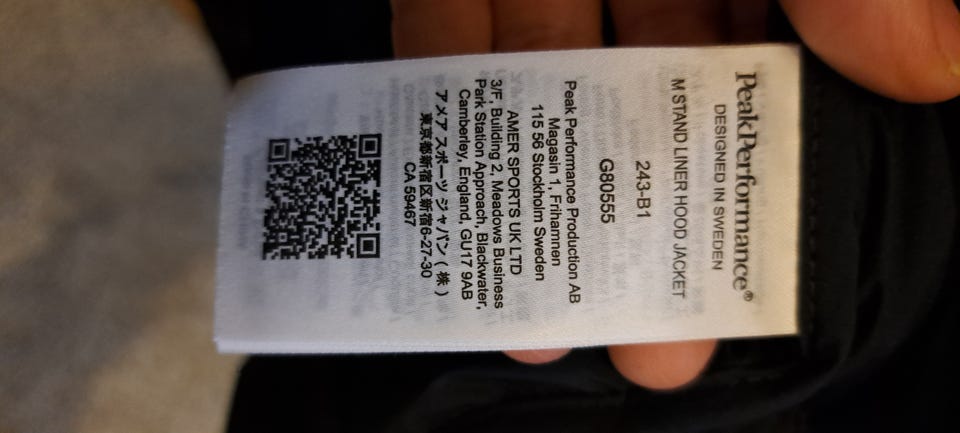 PeakPerformance®
DESIGNED IN SWEDEN
M STAND LINER HOOD JACKET
243-B1
G80555
Peak Performance Production AB
Magasin 1, Frihamnen
115 56 Stockholm Sweden
AMER SPORTS UK LTD
3/F, Building 2, Meadows Business
Park Station Approach, Blackwater,
Camberley, England, GU17 9AB
アメア スポーツ ジャパン ( 株 )
東京都新宿区新宿6-27-30
CA 59467